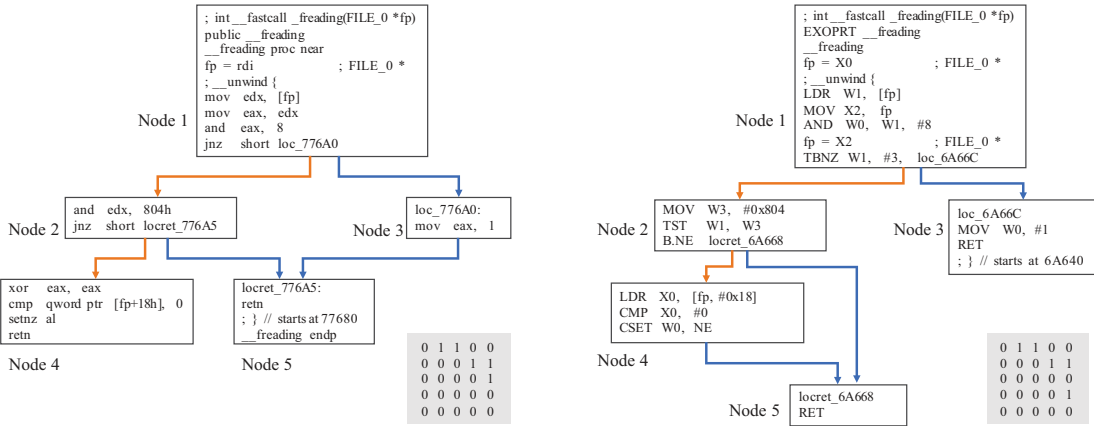 ; int __fastcall _freading(FILE_0 *fp)
public __freading
__freading proc near
fp = rdi ; FILE_0 *
; __unwind {
mov edx, [fp]
mov eax, edx
and eax, 8
jnz short loc_776A0
Node 1
and edx, 804h
jnz short locret_776A5
Node 2
loc_776A0:
mov eax, 1
Node 3
xor eax, eax
cmp qword ptr [fp+18h], 0
setnz al
retn
Node 4
locret_776A5:
retn
; } // starts at 77680
__freading endp
Node 5
0 1 1 0 0
0 0 0 1 1
0 0 0 0 1
0 0 0 0 0
0 0 0 0 0
; int __fastcall _freading(FILE_0 *fp)
EXOPRT __freading
__freading
fp = X0 ; FILE_0 *
; __unwind {
LDR W1, [fp]
MOV X2, fp
AND W0, W1, #8
fp = X2 ; FILE_0 *
TBNZ W1, #3, loc_6A66C
Node 1
MOV W3, #0x804
TST W1, W3
B.NE locret_6A668
Node 2
loc_6A66C
MOV W0, #1
RET
; } // starts at 6A640
Node 3
LDR X0, [fp, #0x18]
CMP X0, #0
CSET W0, NE
Node 4
locret_6A668
RET
Node 5
0 1 1 0 0
0 0 0 1 1
0 0 0 0 0
0 0 0 0 1
0 0 0 0 0